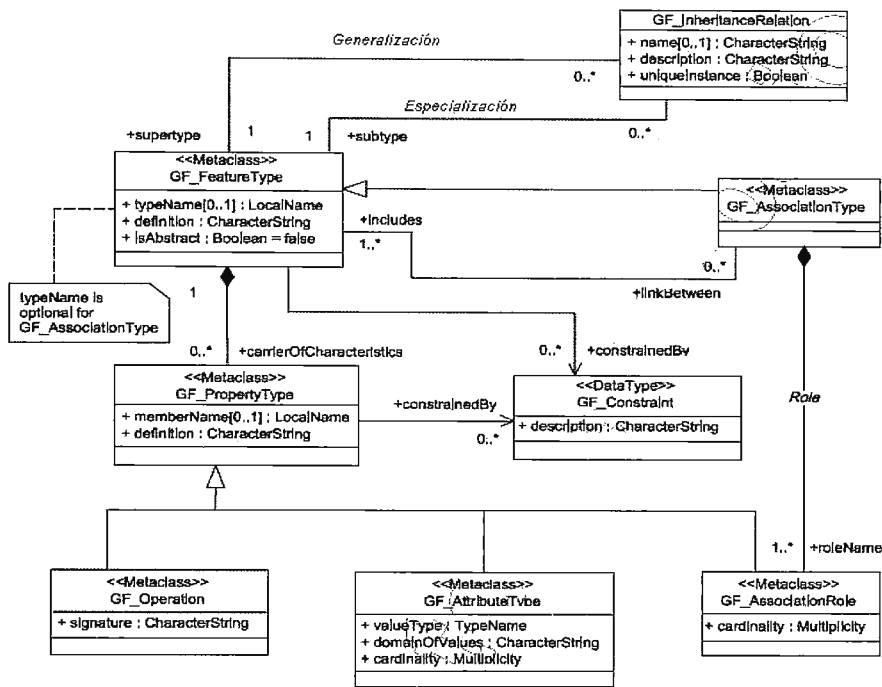 GF_InheritanceRelation
+ name[0..1] : CharacterString
+ description : CharacterString
+ uniqueInstance : Boolean
Generalización
0..*
Especialización
0..*
+supertype
1
1
+subtype
<<Metaclass>>
GF_FeatureType
+ typeName[0..1] : LocalName
+ definition : CharacterString
+ isAbstract : Boolean = false
<<Metaclass>>
GF_AssociationType
+includes
1..*
0..*
+linkBetween
typeName is
optional for
GF_AssociationType
1
0..*
+carrierOfCharacteristics
0..*
+constrainedBy
<<Metaclass>>
GF_PropertyType
+ memberName[0..1] : LocalName
+ definition : CharacterString
+constrainedBy
0..*
<<DataType>>
GF_Constraint
+ description : CharacterString
Role
1..*
+roleName
<<Metaclass>>
GF_Operation
+ signature : CharacterString
<<Metaclass>>
GF_AttributeType
+ valueType : TypeName
+ domainOfValues : CharacterString
+ cardinality : Multiplicity
<<Metaclass>>
GF_AssociationRole
+ cardinality : Multiplicity